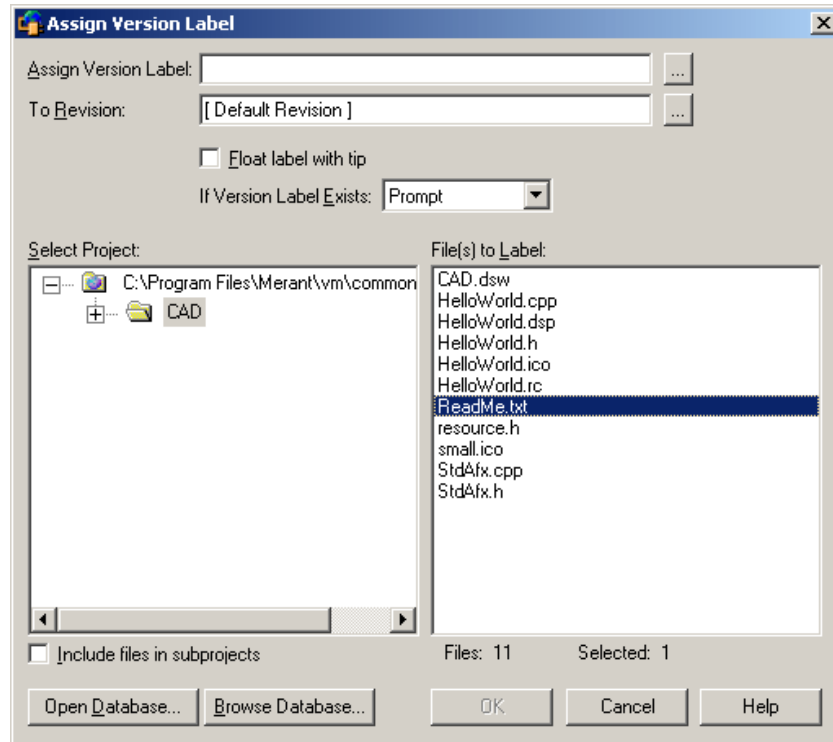 Assign Version Label
Assign Version Label:
...
To Revision: [ Default Revision ]
...
Float label with tip
If Version Label Exists: Prompt
Select Project:
C:\Program Files\Merant\vm\common
CAD
File(s) to Label:
CAD.dsw
HelloWorld.cpp
HelloWorld.dsp
HelloWorld.h
HelloWorld.ico
HelloWorld.rc
ReadMe.txt
resource.h
small.ico
StdAfx.cpp
StdAfx.h
Include files in subprojects
Files: 11 Selected: 1
Open Database... Browse Database... OK Cancel Help